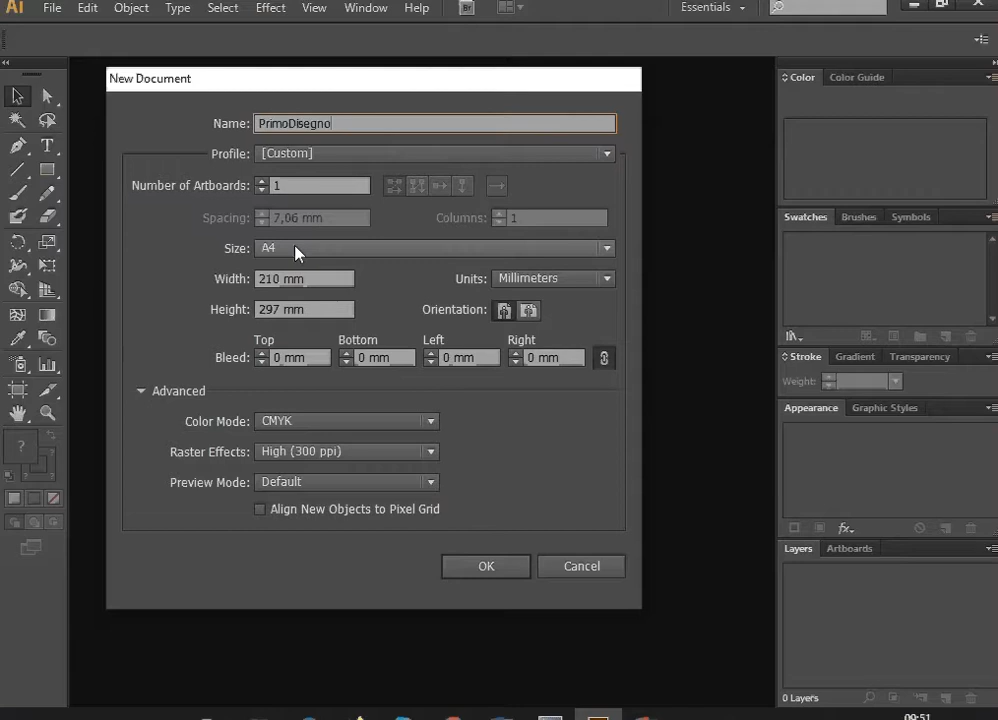 Ai File Edit Object Type Select Effect View Window Help Br Essentials
New Document
Name: PrimoDisegno
Profile: [Custom]
Number of Artboards: 1
Spacing: 7,06 mm Columns: 1
Size: A4
Width: 210 mm Units: Millimeters
Height: 297 mm Orientation:
Top Bottom Left Right
Bleed: 0 mm 0 mm 0 mm 0 mm
Advanced
Color Mode: CMYK
Raster Effects: High (300 ppi)
Preview Mode: Default
Align New Objects to Pixel Grid
OK Cancel
Color Color Guide
Swatches Brushes Symbols
Stroke Gradient Transparency
Weight:
Appearance Graphic Styles
fx
Layers Artboards
0 Layers
09:51